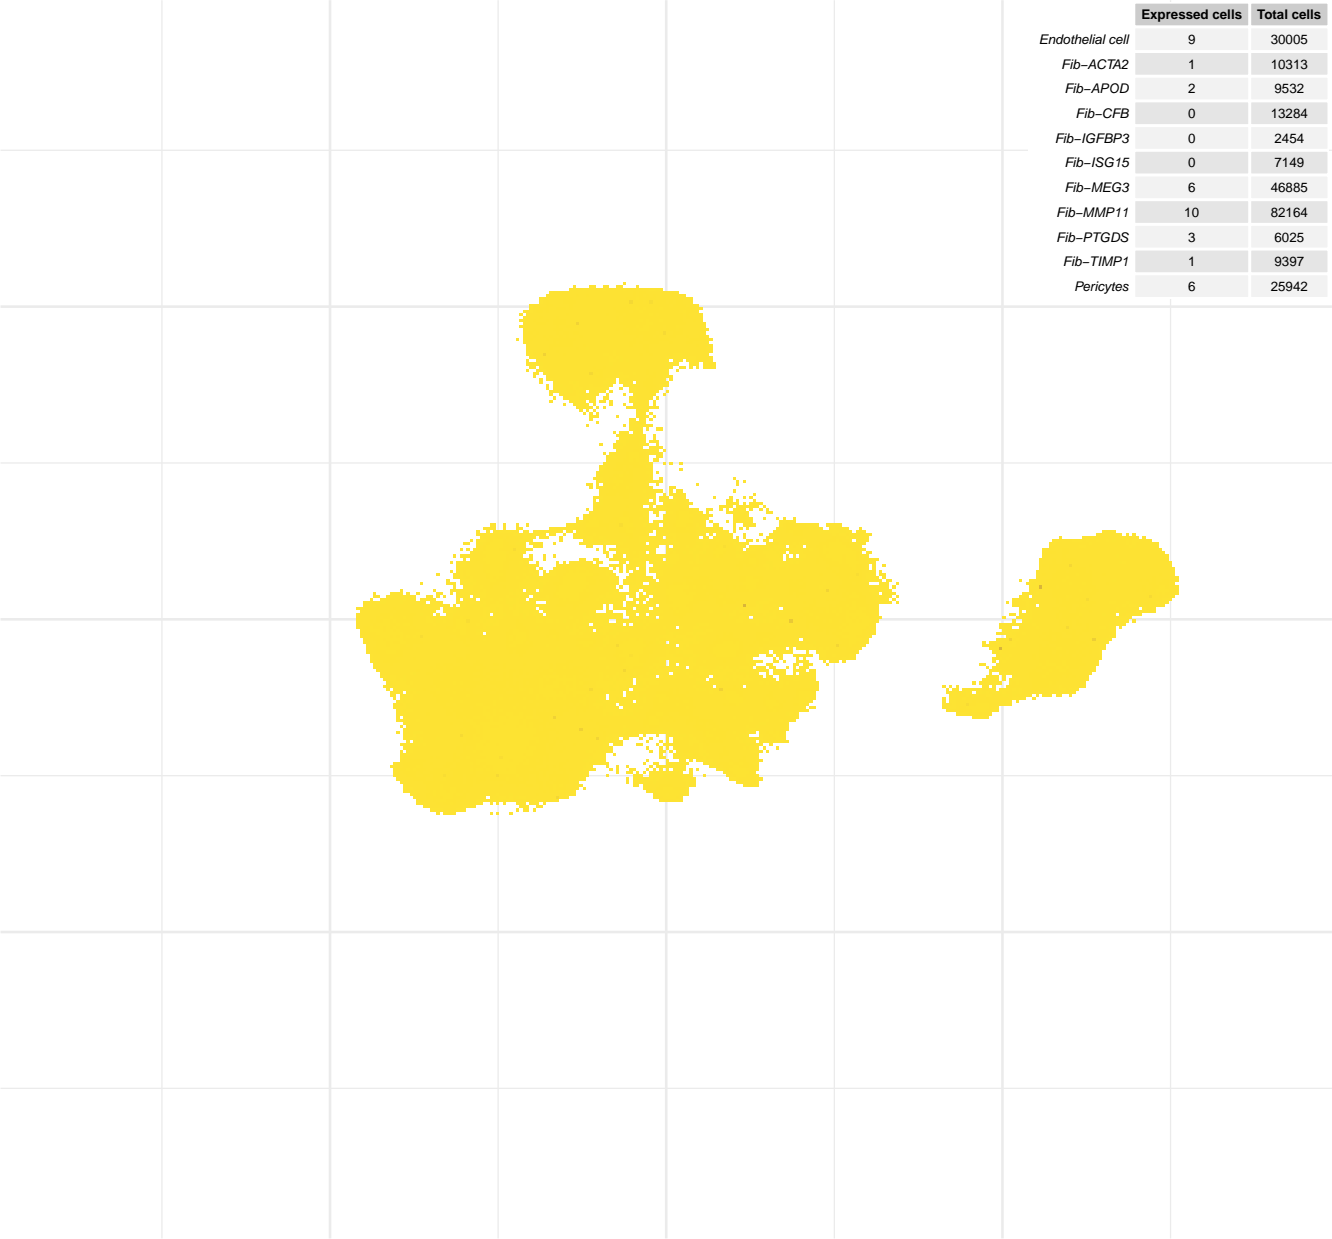 Expressed cells Total cells
Endothelial cell 9 30005
Fib−ACTA2 1 10313
Fib−APOD 2 9532
Fib−CFB 0 13284
Fib−IGFBP3 0 2454
Fib−ISG15 0 7149
Fib−MEG3 6 46885
Fib−MMP11 10 82164
Fib−PTGDS 3 6025
Fib−TIMP1 1 9397
Pericytes 6 25942